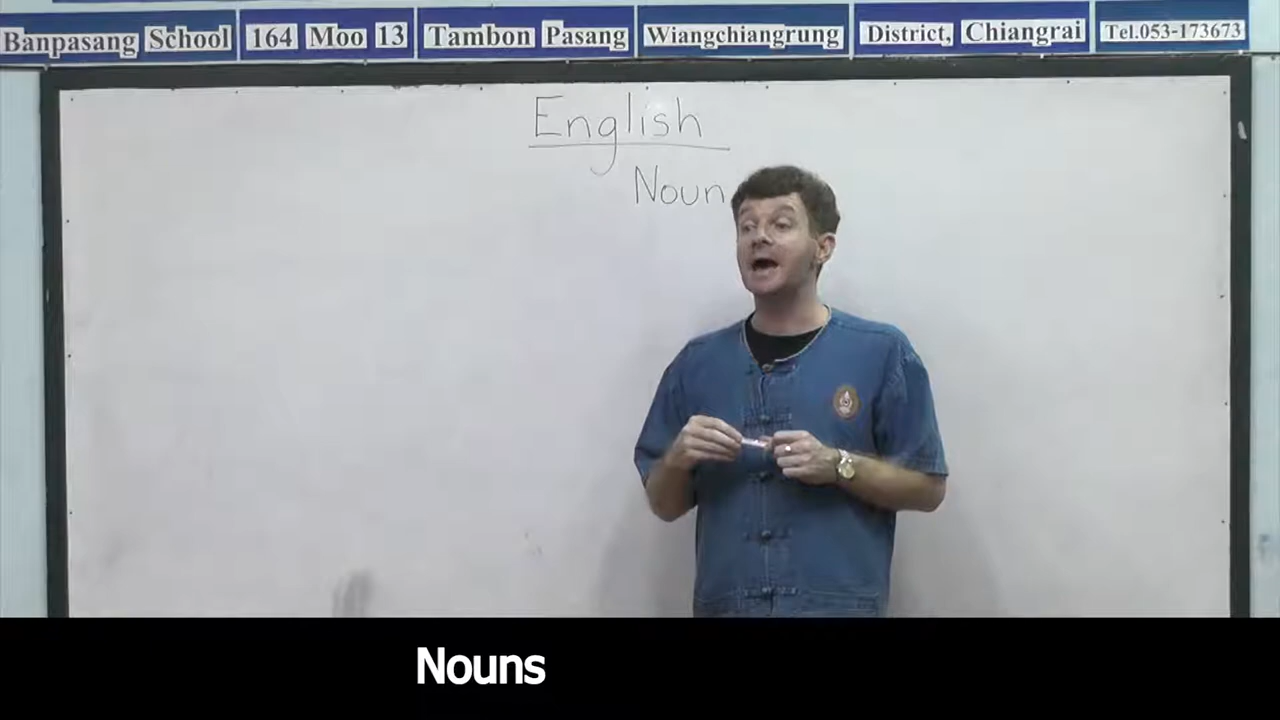 Banpasang School 164 Moo 13 Tambon Pasang Wiangchiangrung District, Chiangrai Tel.053-173673
English
Noun
Nouns